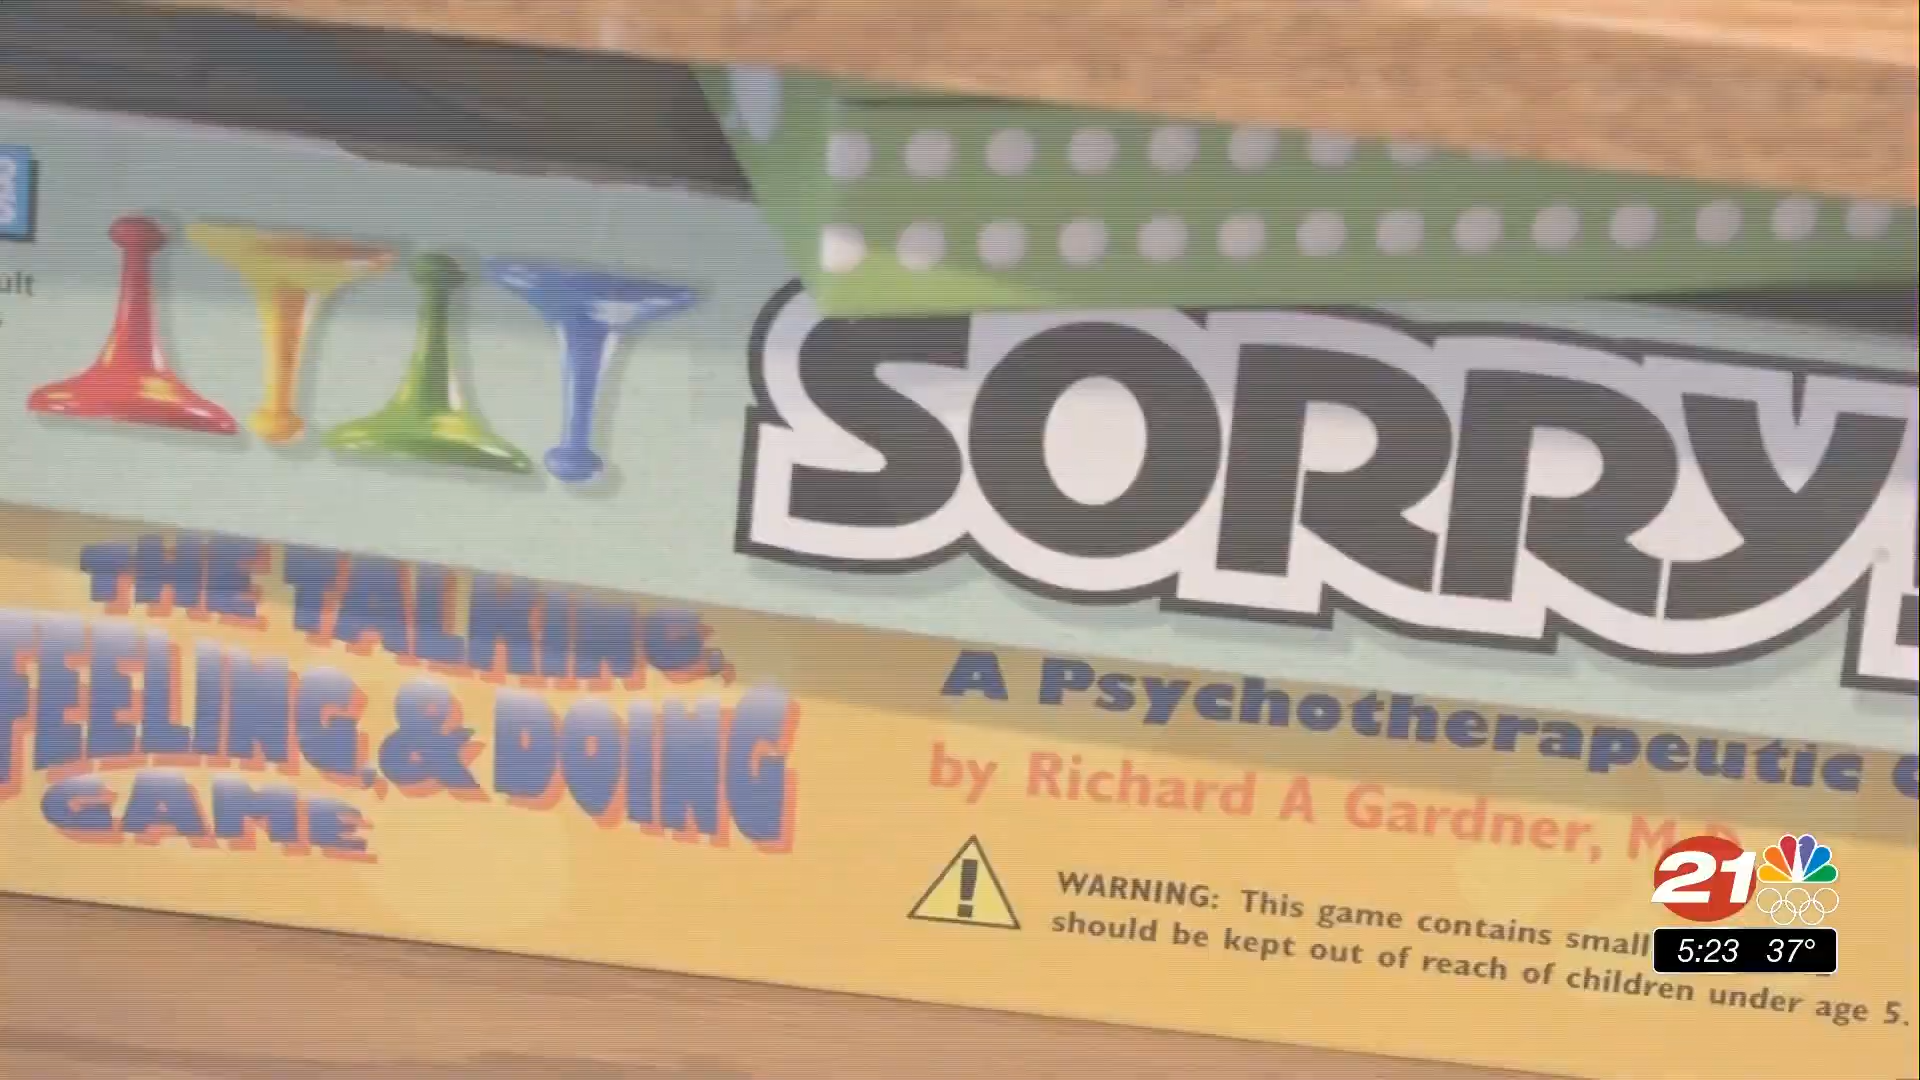 SORRY!
THE TALKING,
FEELING, & DOING
GAME
A Psychotherapeutic
by Richard A Gardner, M.D.
WARNING: This game contains small
should be kept out of reach of children under age 5.
21
5:23 37°